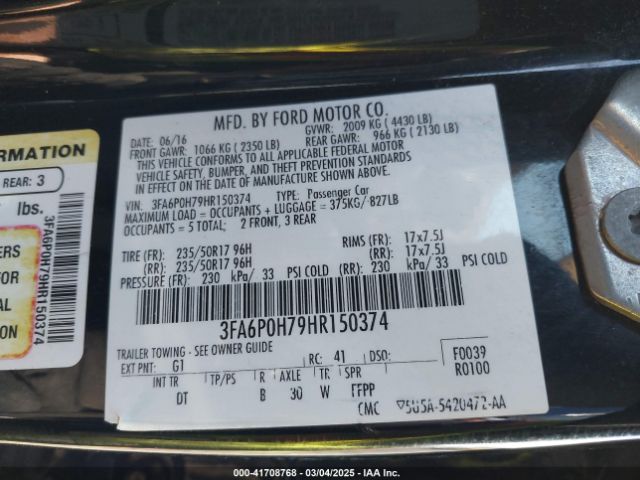 MFD. BY FORD MOTOR CO.
DATE: 06/16 GVWR: 2009 KG ( 4430 LB)
FRONT GAWR: 1066 KG ( 2350 LB) REAR GAWR: 966 KG ( 2130 LB)
THIS VEHICLE CONFORMS TO ALL APPLICABLE FEDERAL MOTOR
VEHICLE SAFETY, BUMPER, AND THEFT PREVENTION STANDARDS
IN EFFECT ON THE DATE OF MANUFACTURE SHOWN ABOVE.
VIN: 3FA6P0H79HR150374 TYPE: Passenger Car
MAXIMUM LOAD = OCCUPANTS + LUGGAGE = 375KG/ 827LB
OCCUPANTS = 5 TOTAL; 2 FRONT, 3 REAR
TIRE (FR): 235/50R17 96H RIMS (FR): 17x7.5J
(RR): 235/50R17 96H (RR): 17x7.5J
PRESSURE (FR): 230 kPa/ 33 PSI COLD (RR): 230 kPa/ 33 PSI COLD
3FA6P0H79HR150374
TRAILER TOWING - SEE OWNER GUIDE
EXT PNT: G1 RC: 41 DSO: F0039
R0100
INT TR TP/PS R AXLE TR SPR
DT B 30 W FFPP
CMC ▽5U5A-5420472-AA
ORMATION
REAR: 3
lbs.
3FA6P0H79HR150374
ERS
OR
AL
NS
000-41708768 - 03/04/2025 - IAA Inc.